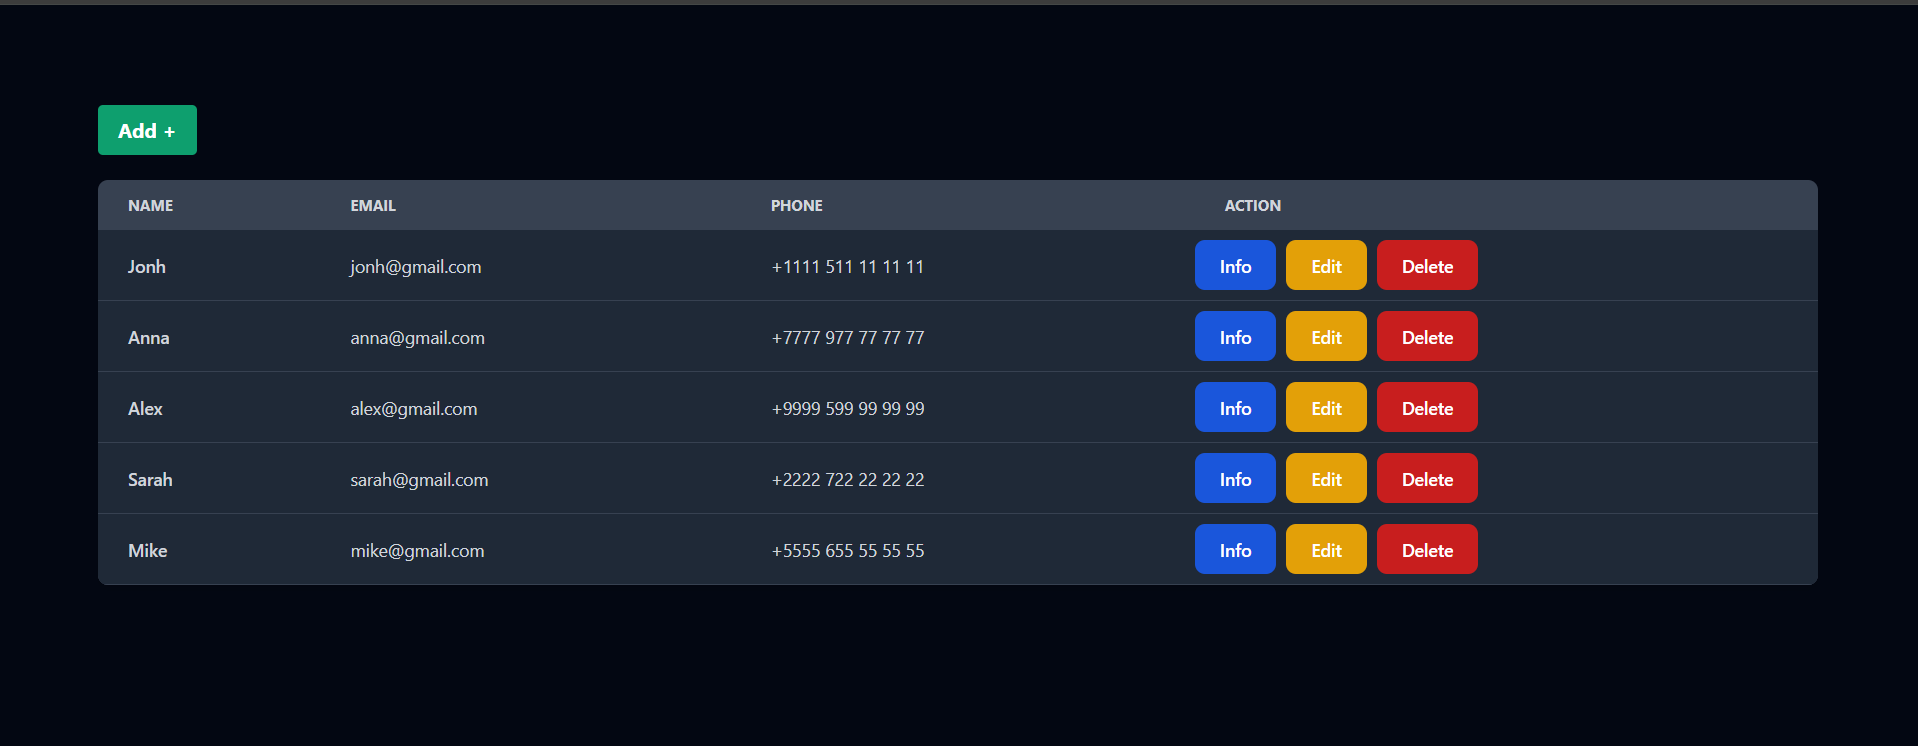 Add +
NAME EMAIL PHONE ACTION
Jonh jonh@gmail.com +1111 511 11 11 11 Info Edit Delete
Anna anna@gmail.com +7777 977 77 77 77 Info Edit Delete
Alex alex@gmail.com +9999 599 99 99 99 Info Edit Delete
Sarah sarah@gmail.com +2222 722 22 22 22 Info Edit Delete
Mike mike@gmail.com +5555 655 55 55 55 Info Edit Delete